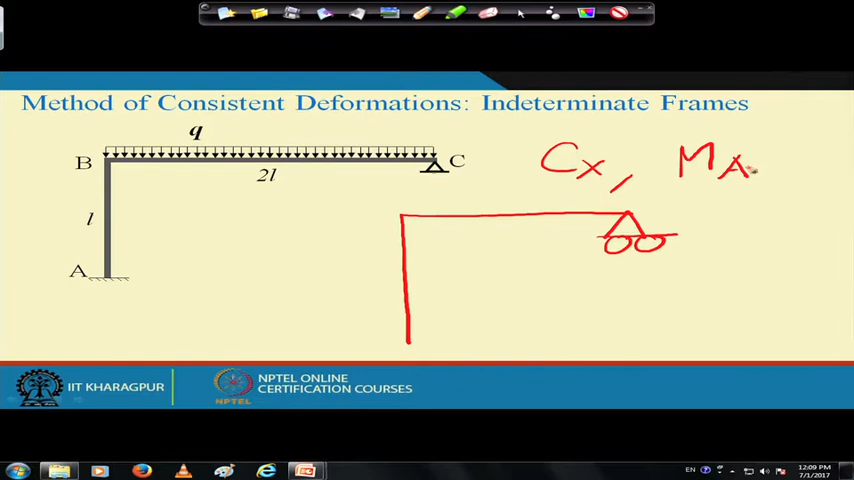 Method of Consistent Deformations: Indeterminate Frames
q
B
C
2l
l
A
Cx, MA
IIT KHARAGPUR
NPTEL
NPTEL ONLINE
CERTIFICATION COURSES
EN
12:09 PM
7/1/2017